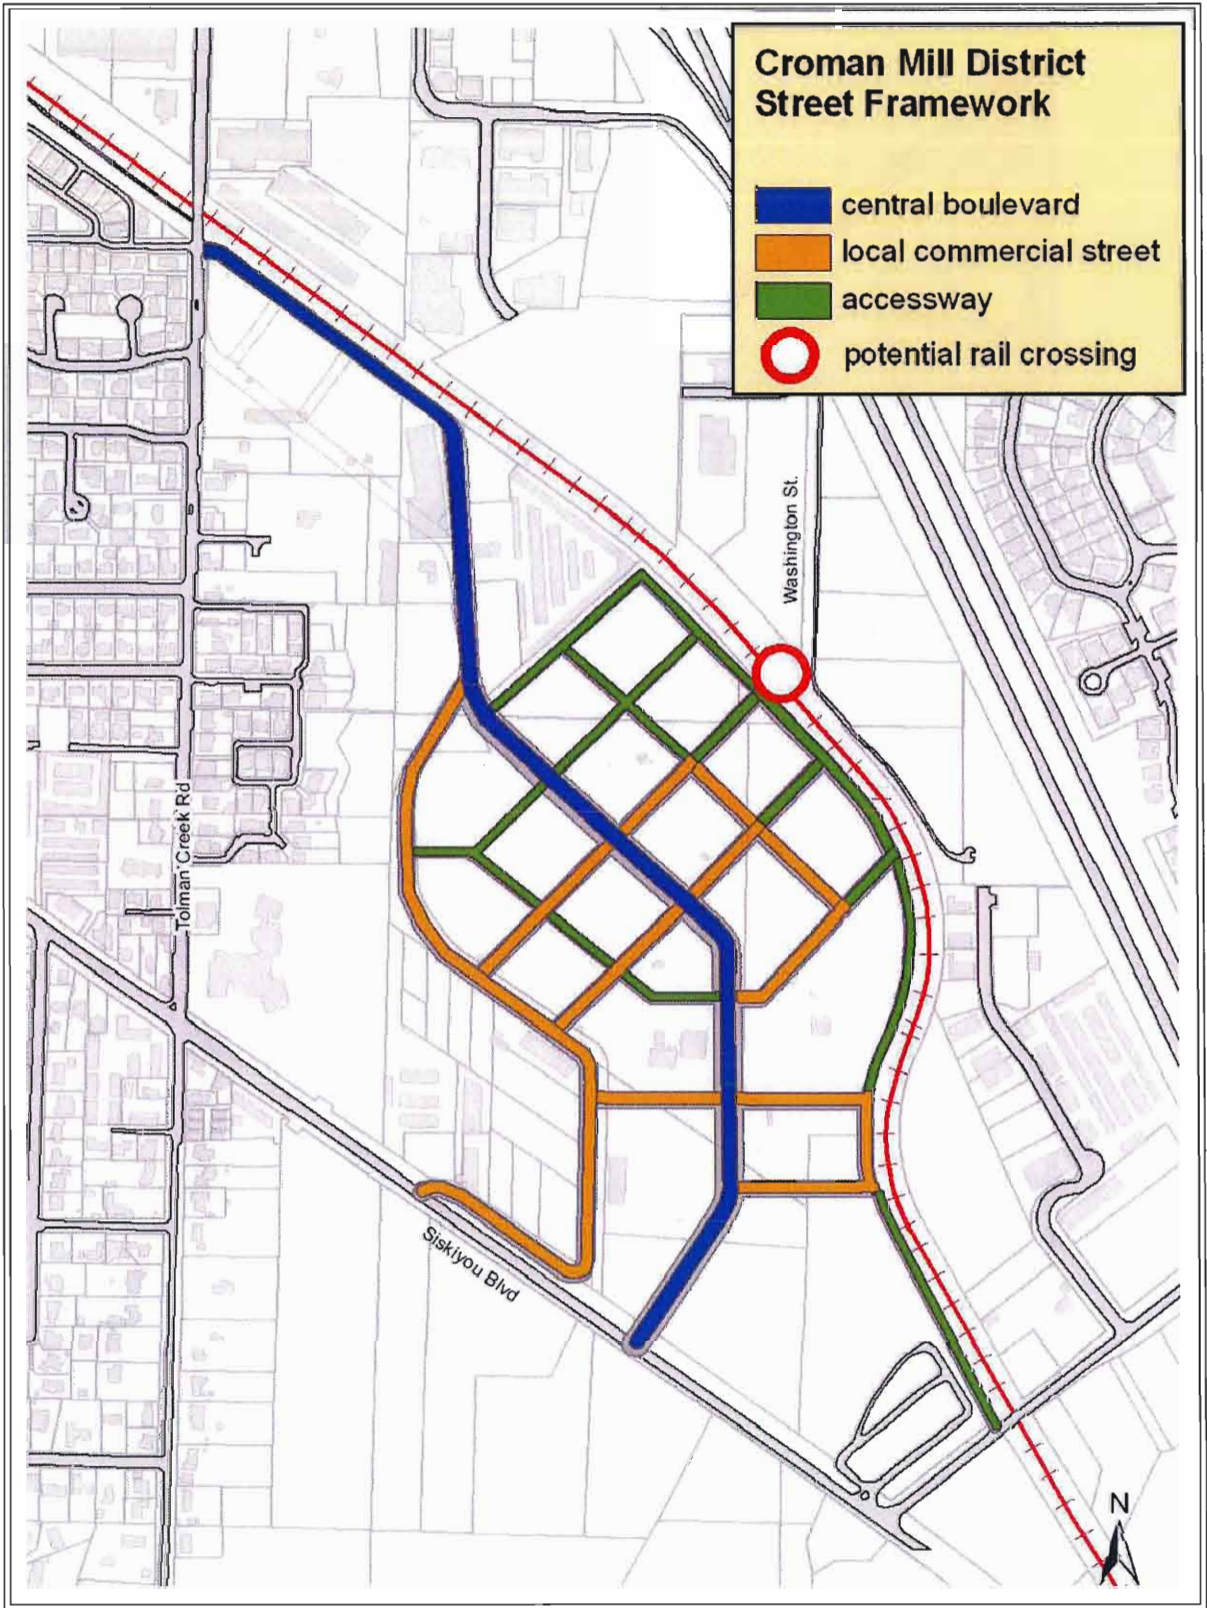 Croman Mill District
Street Framework
central boulevard
local commercial street
accessway
potential rail crossing
Washington St.
Tolman Creek Rd
Siskiyou Blvd
N